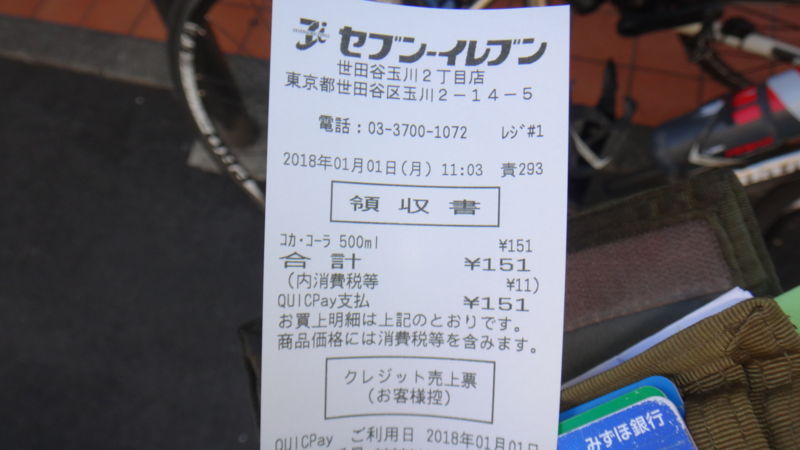 セブン-イレブン
世田谷玉川2丁目店
東京都世田谷区玉川2-14-5
電話:03-3700-1072 レジ#1
2018年01月01日(月) 11:03 責293
領収書
コカ・コーラ 500ml ¥151
合計 ¥151
(内消費税等 ¥11)
QUICPay支払 ¥151
お買上明細は上記のとおりです。
商品価格には消費税等を含みます。
クレジット売上票
(お客様控)
QUICPay ご利用日 2018年01月01日
みずほ銀行